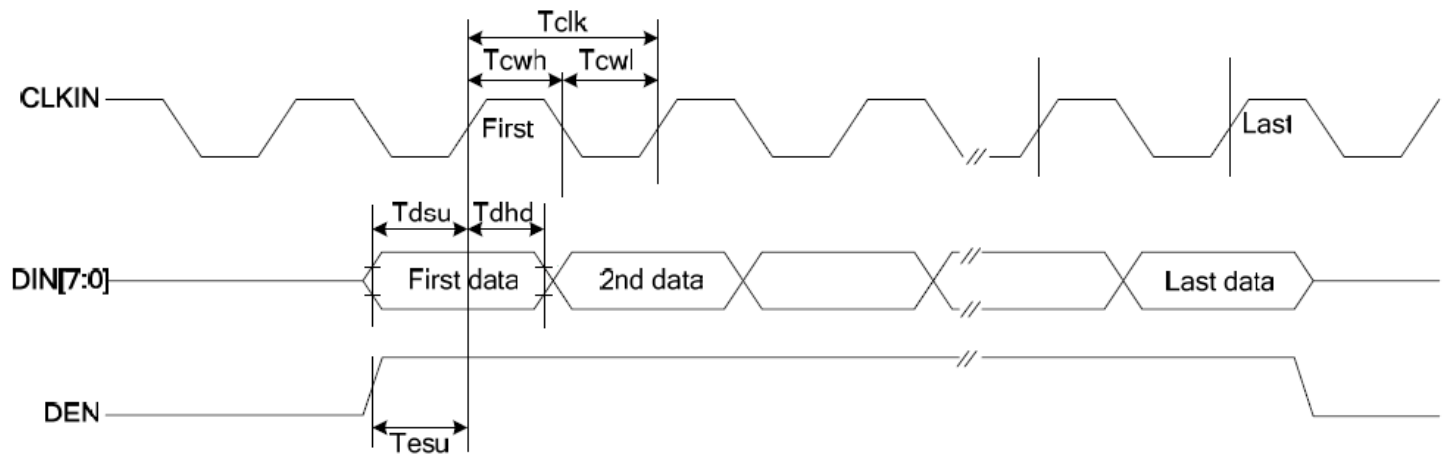 Tclk
Tcwh Tcwl
CLKIN
First
Last
Tdsu Tdhd
DIN[7:0]
First data
2nd data
Last data
DEN
Tesu